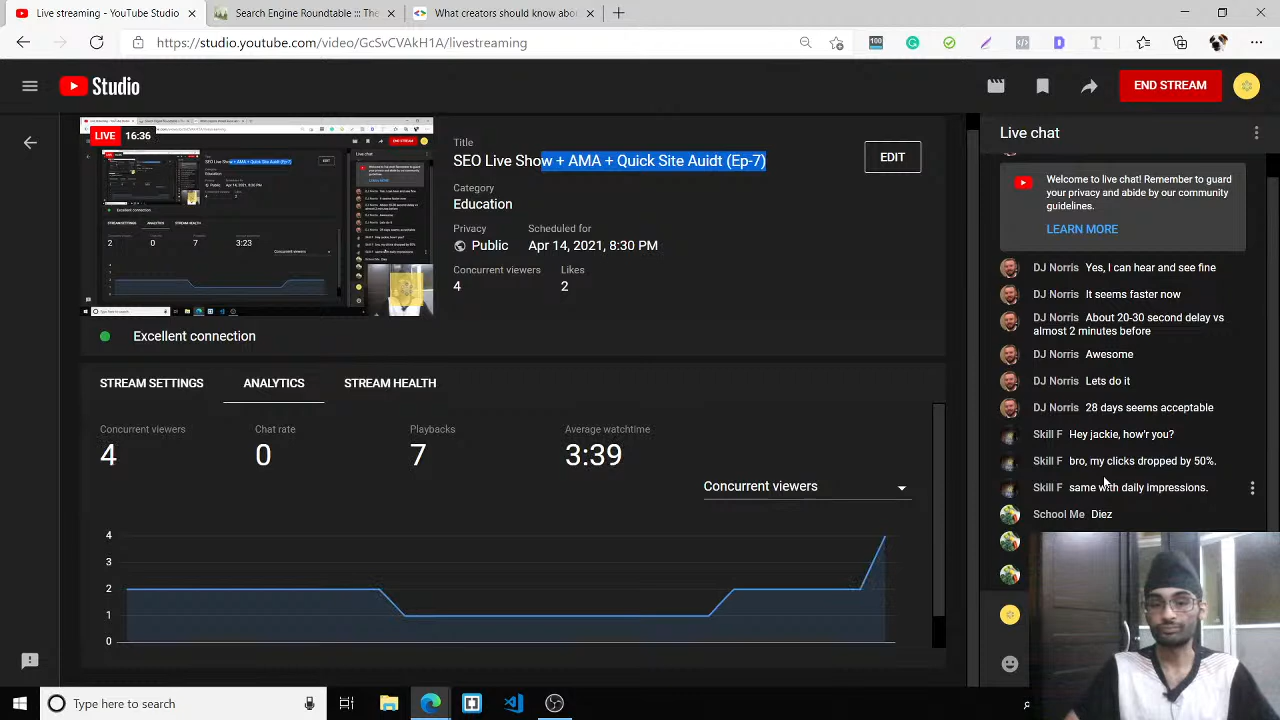 Live streaming - YouTube Studio
Search Engine Roundtable ::: The
What creators should know abo
https://studio.youtube.com/video/GcSvCVAkH1A/livestreaming
100
Studio
END STREAM
LIVE
16:36
Title
SEO Live Show + AMA + Quick Site Auidt (Ep-7)
EDIT
Category
Education
Privacy
Scheduled for
Public
Apr 14, 2021, 8:30 PM
Concurrent viewers
Likes
4
2
Excellent connection
STREAM SETTINGS
ANALYTICS
STREAM HEALTH
Concurrent viewers
Chat rate
Playbacks
Average watchtime
4
0
7
3:39
Concurrent viewers
4
3
2
1
0
Live chat
Welcome to live chat! Remember to guard
your privacy and abide by our community
guidelines.
LEARN MORE
DJ Norris Yes, I can hear and see fine
DJ Norris It seams faster now
DJ Norris About 20-30 second delay vs
almost 2 minutes before
DJ Norris Awesome
DJ Norris Lets do it
DJ Norris 28 days seems acceptable
Skill F Hey jackie, how'r you?
Skill F bro, my clicks dropped by 50%.
Skill F same with daily impressions.
School Me Diez
Type here to search